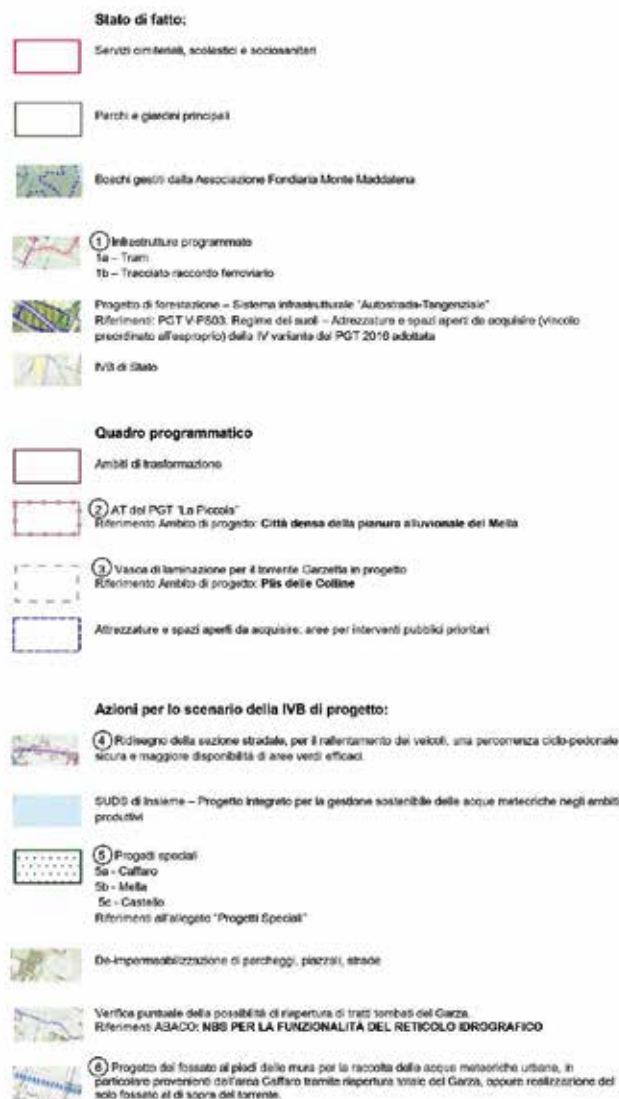 Stato di fatto:
Servizi cimiteriali, scolastici e sociosanitari
Parchi e giardini principali
Boschi gestiti dalla Associazione Fondiaria Monte Maddalena
1 Infrastrutture programmate
1a – Tram
1b – Tracciato raccordo ferroviario
Progetto di forestazione – Sistema infrastrutturale "Autostrada-Tangenziale"
Riferimenti: PGT V-PS03. Regime dei suoli – Attrezzature e spazi aperti da acquisire (vincolo
preordinato all'esproprio) della IV variante del PGT 2016 adottata
IVB di Stato
Quadro programmatico
Ambiti di trasformazione
2 AT del PGT "La Piccola"
Riferimento Ambito di progetto: Città densa della pianura alluvionale del Mella
3 Vasca di laminazione per il torrente Garzetta in progetto
Riferimento Ambito di progetto: Plis delle Colline
Attrezzature e spazi aperti da acquisire: aree per interventi pubblici prioritari
Azioni per lo scenario della IVB di progetto:
4 Ridisegno della sezione stradale, per il rallentamento dei veicoli, una percorrenza ciclo-pedonale
sicura e maggiore disponibilità di aree verdi efficaci.
SUDS di Insieme – Progetto integrato per la gestione sostenibile delle acque meteoriche negli ambiti
produttivi
5 Progetti speciali
5a - Caffaro
5b - Mella
5c - Castello
Riferimenti all'allegato "Progetti Speciali"
De-impermeabilizzazione di parcheggi, piazzali, strade
Verifica puntuale della possibilità di riapertura di tratti tombati del Garza.
Riferimenti ABACO: NBS PER LA FUNZIONALITÀ DEL RETICOLO IDROGRAFICO
6 Progetto del fossato ai piedi delle mura per la raccolta delle acque meteoriche urbane, in
particolare provenienti dall'area Caffaro tramite riapertura totale del Garza, oppure realizzazione del
solo fossato al di sopra del torrente.